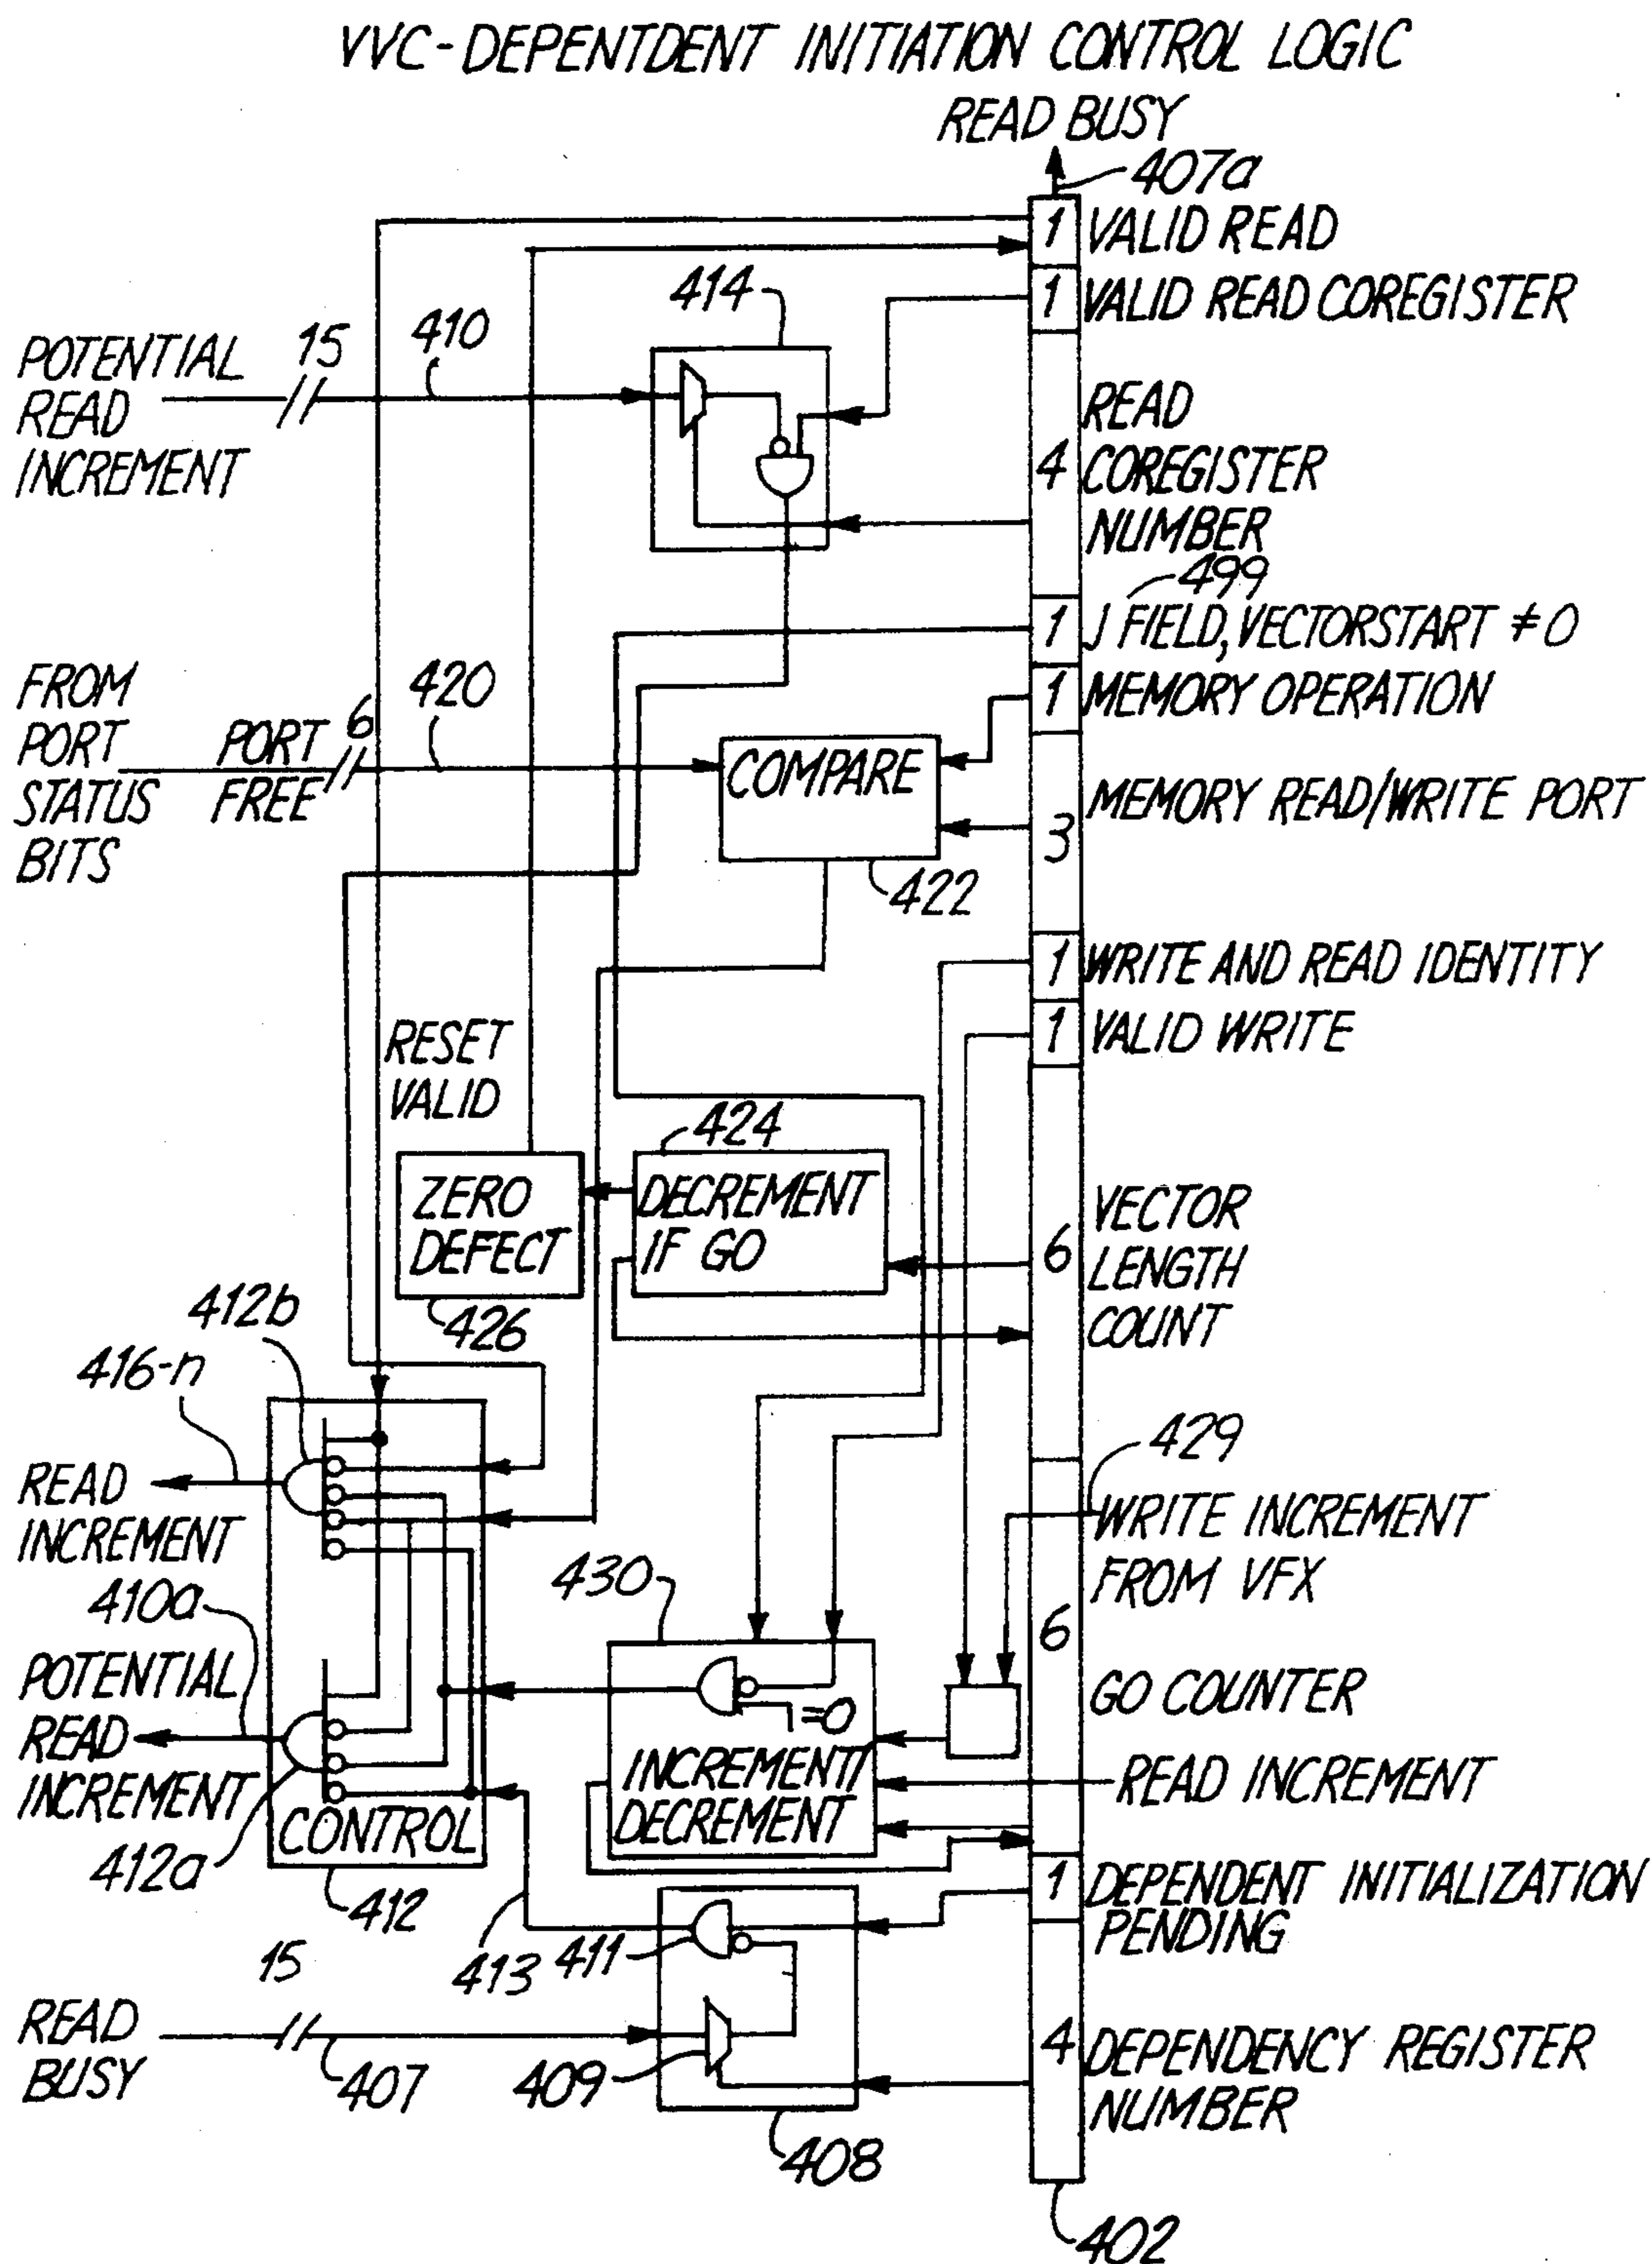 VVC-DEPENTDENT INITIATION CONTROL LOGIC
READ BUSY
407a
1 VALID READ
1 VALID READ COREGISTER
414
POTENTIAL
READ
INCREMENT
15
410
4
READ
COREGISTER
NUMBER
499
1 J FIELD, VECTORSTART ≠0
1 MEMORY OPERATION
FROM
PORT
STATUS
BITS
PORT
FREE
6
420
COMPARE
422
3
MEMORY READ/WRITE PORT
1 WRITE AND READ IDENTITY
1 VALID WRITE
RESET
VALID
424
ZERO
DEFECT
426
DECREMENT
IF GO
6
VECTOR
LENGTH
COUNT
412b
416-n
READ
INCREMENT
410a
POTENTIAL
READ
INCREMENT
412a
CONTROL
412
429
WRITE INCREMENT
FROM VFX
6
GO COUNTER
430
=0
INCREMENT/
DECREMENT
READ INCREMENT
1 DEPENDENT INITIALIZATION
PENDING
413
411
15
READ
BUSY
407
409
408
4 DEPENDENCY REGISTER
NUMBER
402